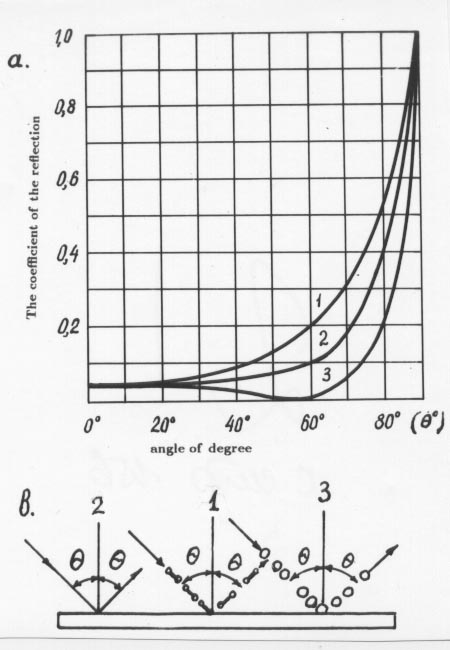 a.
The coefficient of the reflection
1,0
0,8
0,6
0,4
0,2
1
2
3
0° 20° 40° 60° 80° (θ°)
angle of degree
в. 2 1 3
θ θ θ θ θ θ